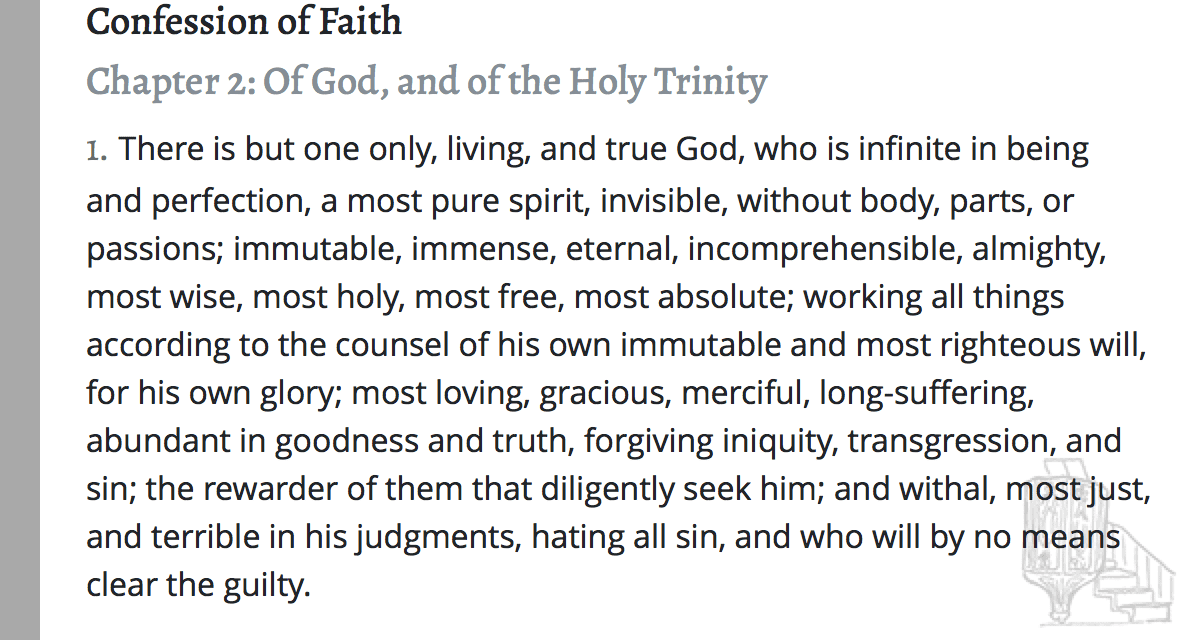 Confession of Faith
Chapter 2: Of God, and of the Holy Trinity
1. There is but one only, living, and true God, who is infinite in being
and perfection, a most pure spirit, invisible, without body, parts, or
passions; immutable, immense, eternal, incomprehensible, almighty,
most wise, most holy, most free, most absolute; working all things
according to the counsel of his own immutable and most righteous will,
for his own glory; most loving, gracious, merciful, long-suffering,
abundant in goodness and truth, forgiving iniquity, transgression, and
sin; the rewarder of them that diligently seek him; and withal, most just,
and terrible in his judgments, hating all sin, and who will by no means
clear the guilty.